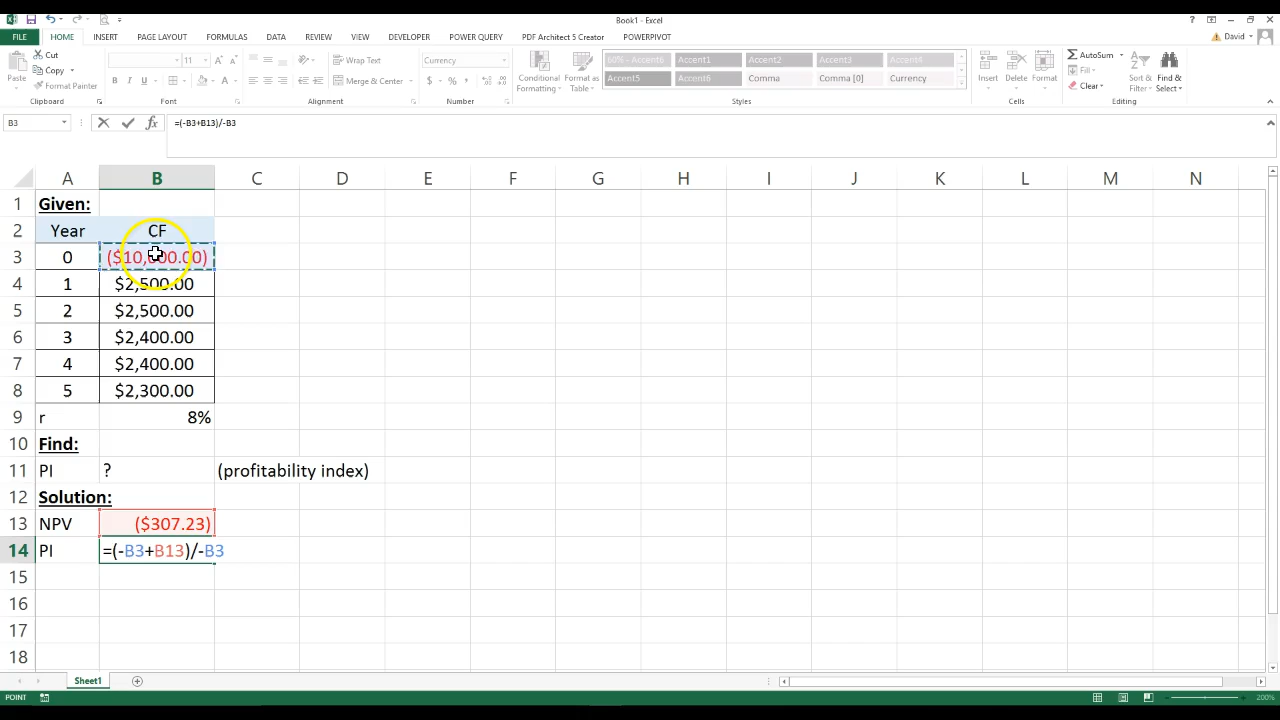 Book1 - Excel
FILE HOME INSERT PAGE LAYOUT FORMULAS DATA REVIEW VIEW DEVELOPER POWER QUERY PDF Architect 5 Creator POWERPIVOT David
Paste
Cut
Copy
Format Painter
Clipboard
11
B I U
Font
Wrap Text
Merge & Center
Alignment
Currency
$ % ,
Number
Conditional Formatting
Format as Table
60% - Accent6 Accent1 Accent2 Accent3 Accent4
Accent5 Accent6 Comma Comma [0] Currency
Styles
Insert Delete Format
Cells
AutoSum
Fill
Clear
Sort & Filter
Find & Select
Editing
B3 fx =(-B3+B13)/-B3
A B C D E F G H I J K L M N
1 Given:
2 Year CF
3 0 ($10,000.00)
4 1 $2,500.00
5 2 $2,500.00
6 3 $2,400.00
7 4 $2,400.00
8 5 $2,300.00
9 r 8%
10 Find:
11 PI ? (profitability index)
12 Solution:
13 NPV ($307.23)
14 PI =(-B3+B13)/-B3
15
16
17
18
Sheet1
POINT 200%